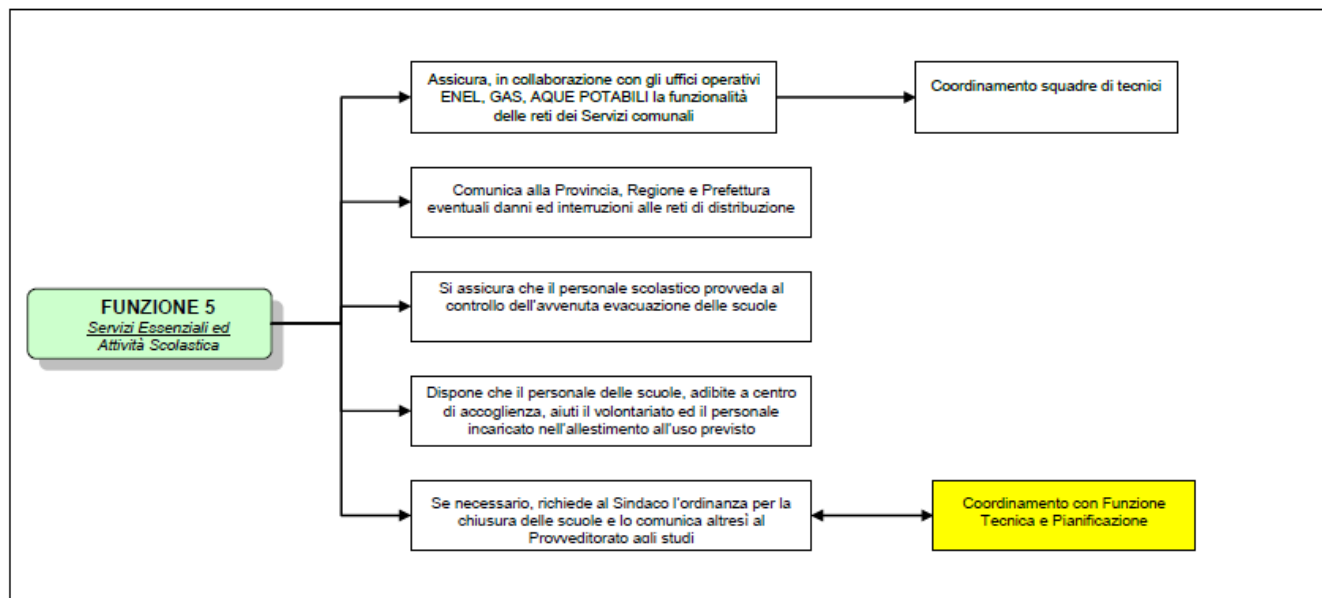 Assicura, in collaborazione con gli uffici operativi
ENEL, GAS, AQUE POTABILI la funzionalità
delle reti dei Servizi comunali
Coordinamento squadre di tecnici
Comunica alla Provincia, Regione e Prefettura
eventuali danni ed interruzioni alle reti di distribuzione
Si assicura che il personale scolastico provveda al
controllo dell'avvenuta evacuazione delle scuole
FUNZIONE 5
Servizi Essenziali ed
Attività Scolastica
Dispone che il personale delle scuole, adibite a centro
di accoglienza, aiuti il volontariato ed il personale
incaricato nell'allestimento all'uso previsto
Se necessario, richiede al Sindaco l'ordinanza per la
chiusura delle scuole e lo comunica altresì al
Provveditorato agli studi
Coordinamento con Funzione
Tecnica e Pianificazione